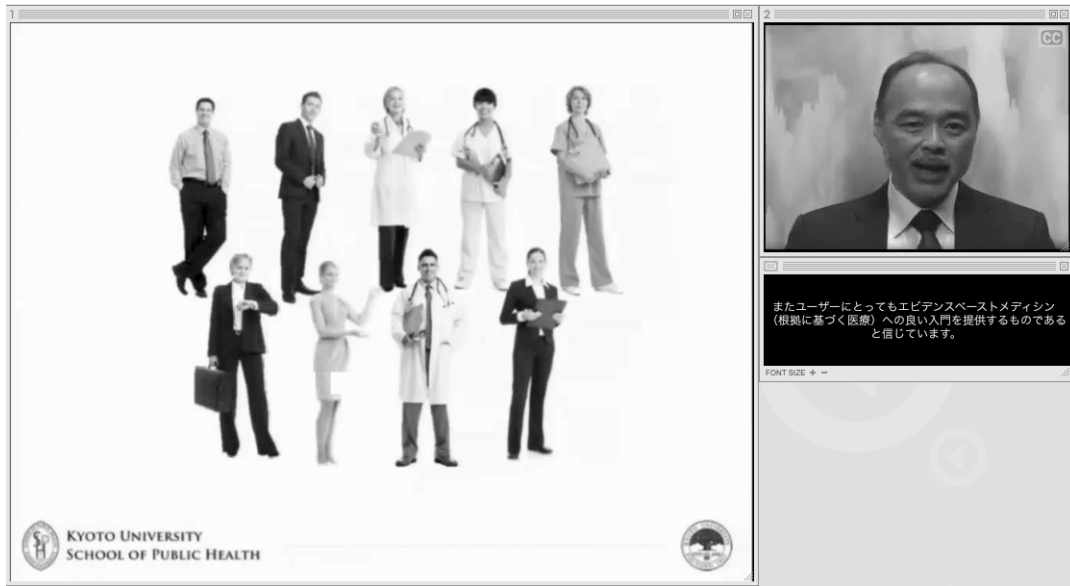 1
KYOTO UNIVERSITY
SCHOOL OF PUBLIC HEALTH
2
CC
またユーザーにとってもエビデンスベーストメディシン
（根拠に基づく医療）への良い入門を提供するものである
と信じています。
FONT SIZE + −